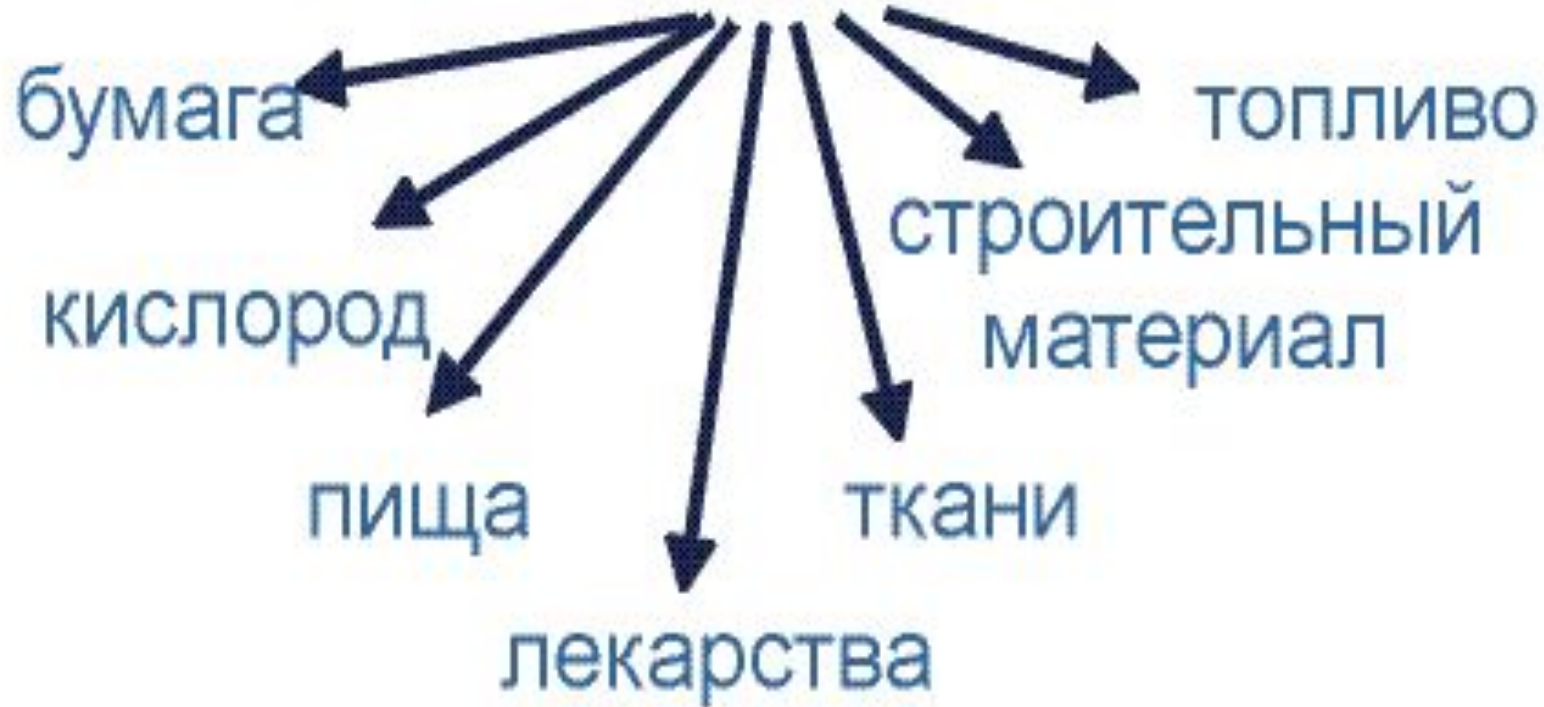 бумага
топливо
кислород
строительный
материал
пища
ткани
лекарства